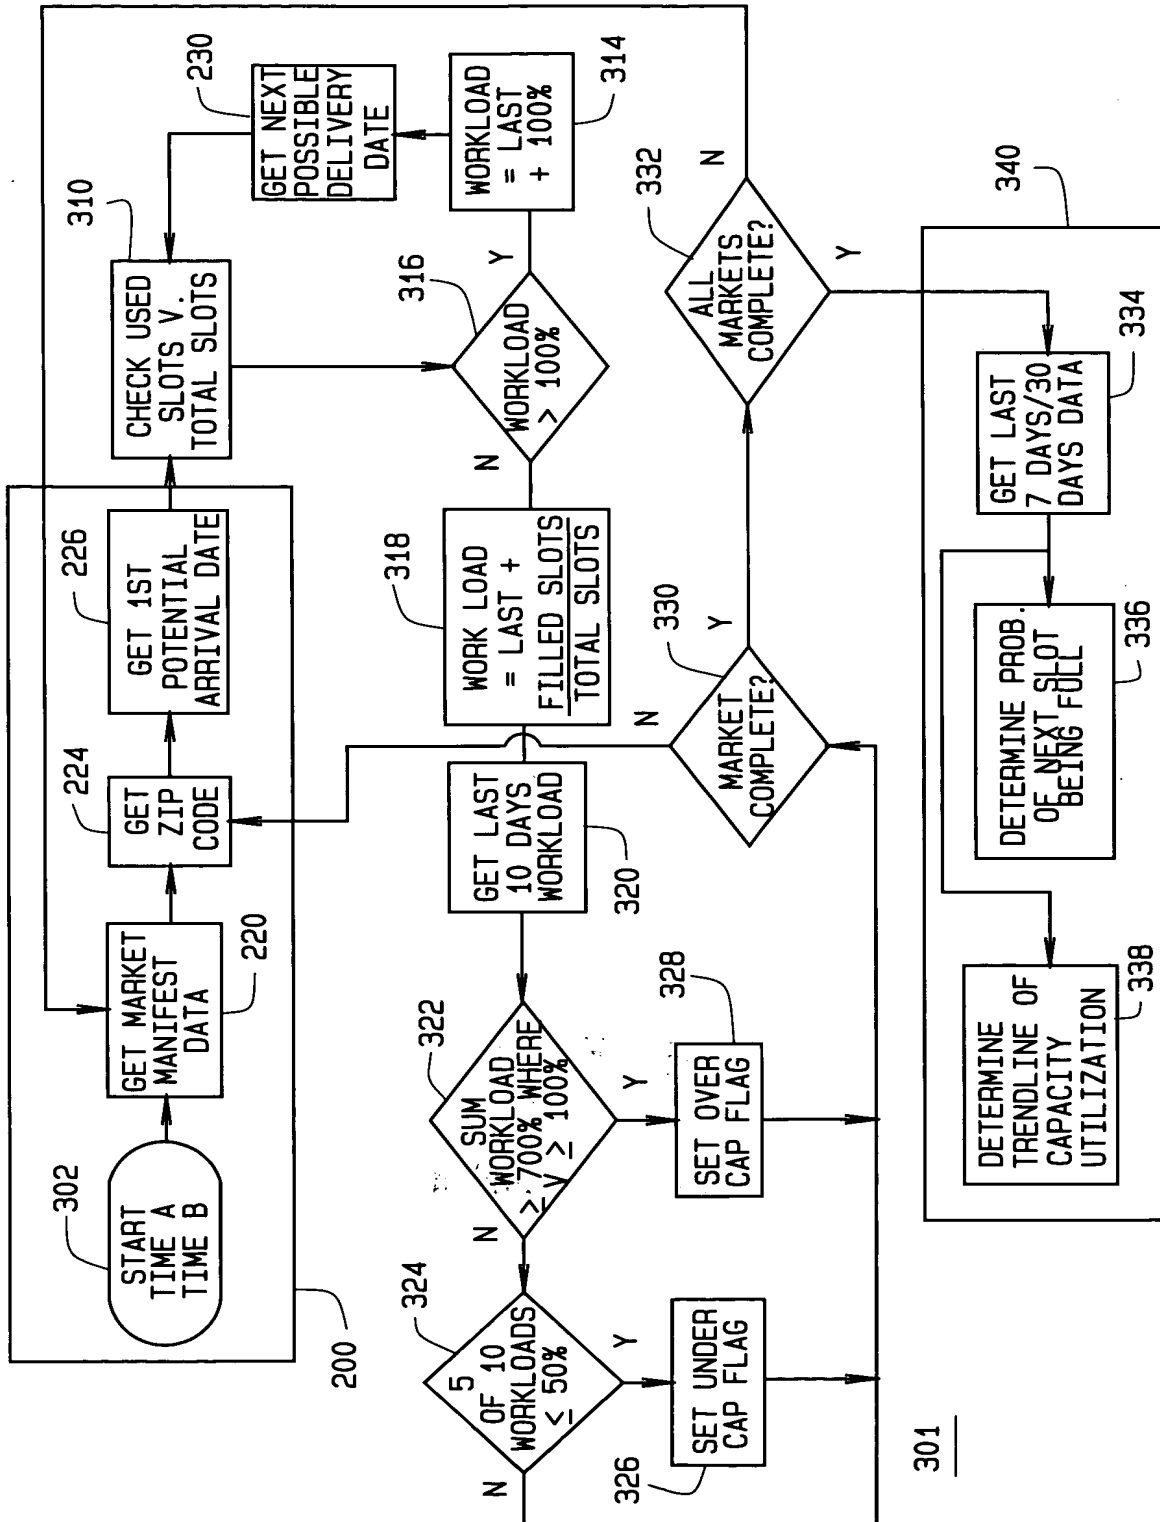 302
START
TIME A
TIME B
GET MARKET
MANIFEST
DATA
220
224
GET
ZIP
CODE
226
GET 1ST
POTENTIAL
ARRIVAL DATE
200
310
CHECK USED
SLOTS V.
TOTAL SLOTS
230
GET NEXT
POSSIBLE
DELIVERY
DATE
WORKLOAD
= LAST
+ 100%
314
316
WORKLOAD
> 100%
Y
N
318
WORK LOAD
= LAST +
FILLED SLOTS
TOTAL SLOTS
GET LAST
10 DAYS
WORKLOAD
320
322
SUM
WORKLOAD
≥ 700% WHERE
V ≥ 100%
N
Y
324
5
OF 10
WORKLOADS
≤ 50%
N
Y
SET UNDER
CAP FLAG
326
SET OVER
CAP FLAG
328
330
MARKET
COMPLETE?
N
Y
332
ALL
MARKETS
COMPLETE?
N
Y
340
GET LAST
7 DAYS/30
DAYS DATA
334
DETERMINE PROB.
OF NEXT SLOT
BEING FULL
336
DETERMINE
TRENDLINE OF
CAPACITY
UTILIZATION
338
301